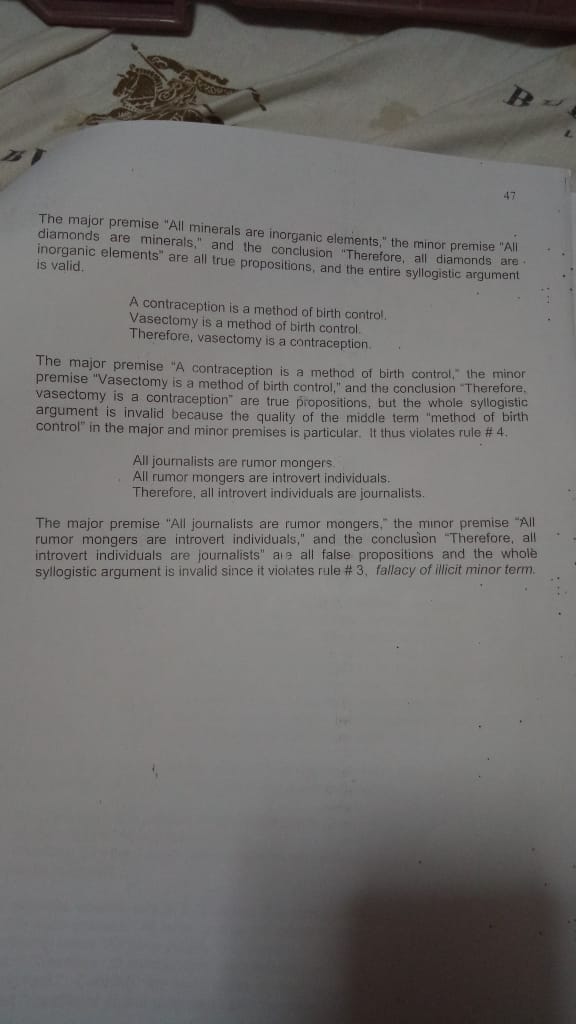 47
The major premise "All minerals are inorganic elements," the minor premise "All
diamonds are minerals," and the conclusion "Therefore, all diamonds are
inorganic elements" are all true propositions, and the entire syllogistic argument
is valid.
A contraception is a method of birth control.
Vasectomy is a method of birth control.
Therefore, vasectomy is a contraception.
The major premise "A contraception is a method of birth control," the minor
premise "Vasectomy is a method of birth control," and the conclusion "Therefore,
vasectomy is a contraception" are true propositions, but the whole syllogistic
argument is invalid because the quality of the middle term "method of birth
control" in the major and minor premises is particular. It thus violates rule # 4.
All journalists are rumor mongers.
All rumor mongers are introvert individuals.
Therefore, all introvert individuals are journalists.
The major premise "All journalists are rumor mongers," the minor premise "All
rumor mongers are introvert individuals," and the conclusion "Therefore, all
introvert individuals are journalists" are all false propositions and the whole
syllogistic argument is invalid since it violates rule # 3, fallacy of illicit minor term.